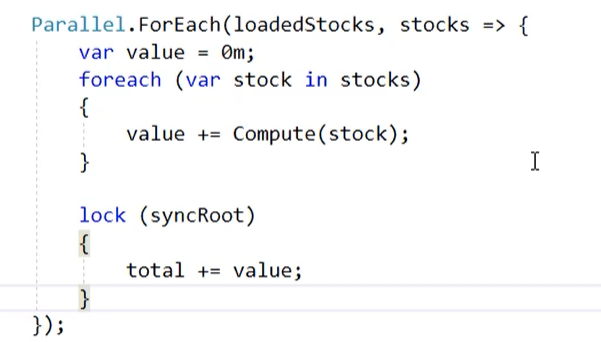 Parallel.ForEach(loadedStocks, stocks => {
    var value = 0m;
    foreach (var stock in stocks)
    {
        value += Compute(stock);
    }

    lock (syncRoot)
    {
        total += value;
    }
});